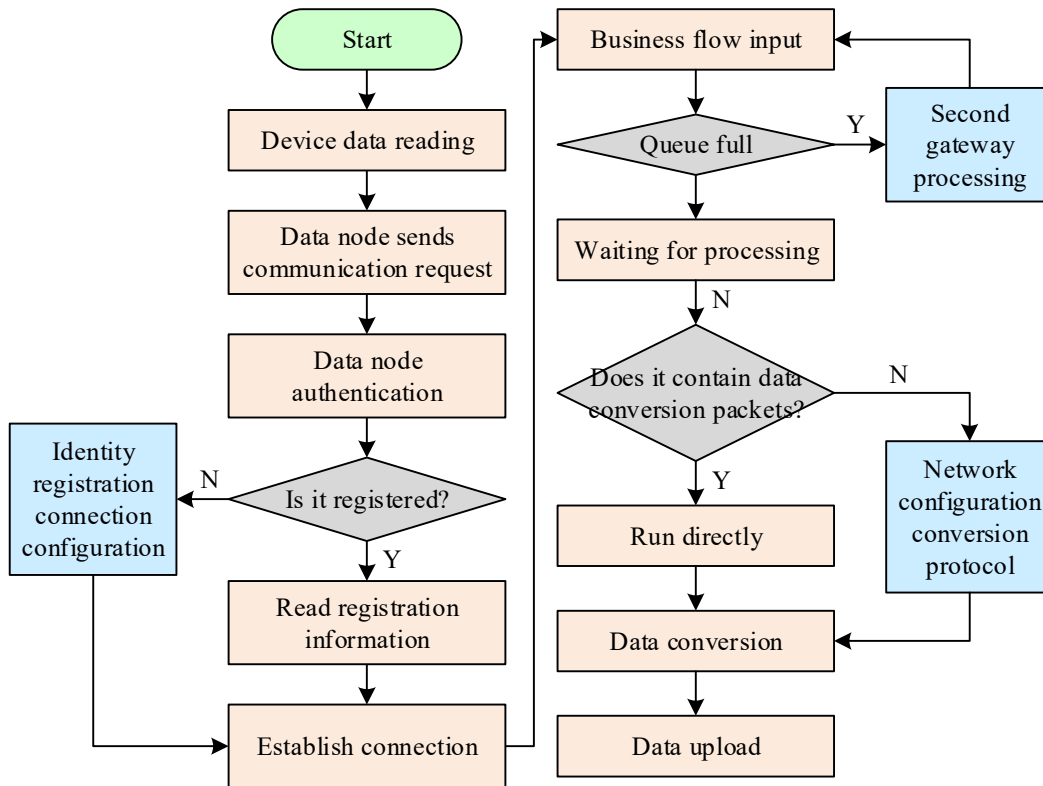 Start
Device data reading
Data node sends
communication request
Data node
authentication
Is it registered?
N
Identity
registration
connection
configuration
Y
Read registration
information
Establish connection
Business flow input
Queue full
Y
Second
gateway
processing
Waiting for processing
N
Does it contain data
conversion packets?
N
Network
configuration
conversion
protocol
Y
Run directly
Data conversion
Data upload